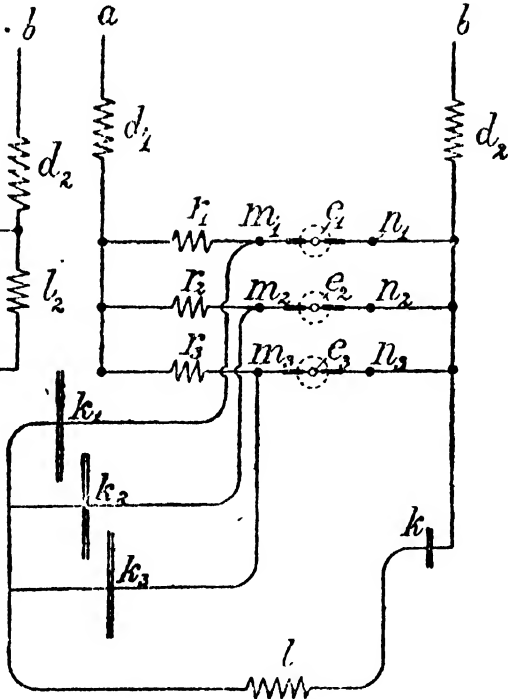 b a b
d₂ d₁ d₂
r₁ m₁ e₁ n₁
l₂ r₂ m₂ e₂ n₂
r₃ m₃ e₃ n₃
k₁
k₂
k
k₃
l